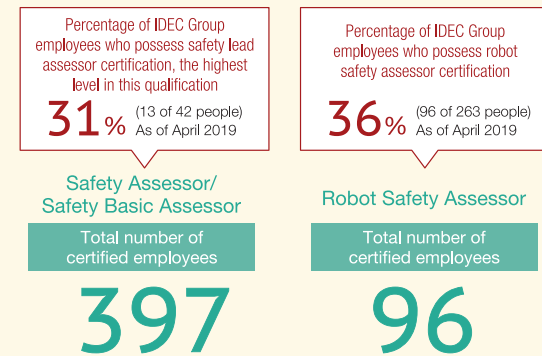 Percentage of IDEC Group
employees who possess safety lead
assessor certification, the highest
level in this qualification
31% (13 of 42 people)
As of April 2019
Safety Assessor/
Safety Basic Assessor
Total number of
certified employees
397
Percentage of IDEC Group
employees who possess robot
safety assessor certification
36% (96 of 263 people)
As of April 2019
Robot Safety Assessor
Total number of
certified employees
96